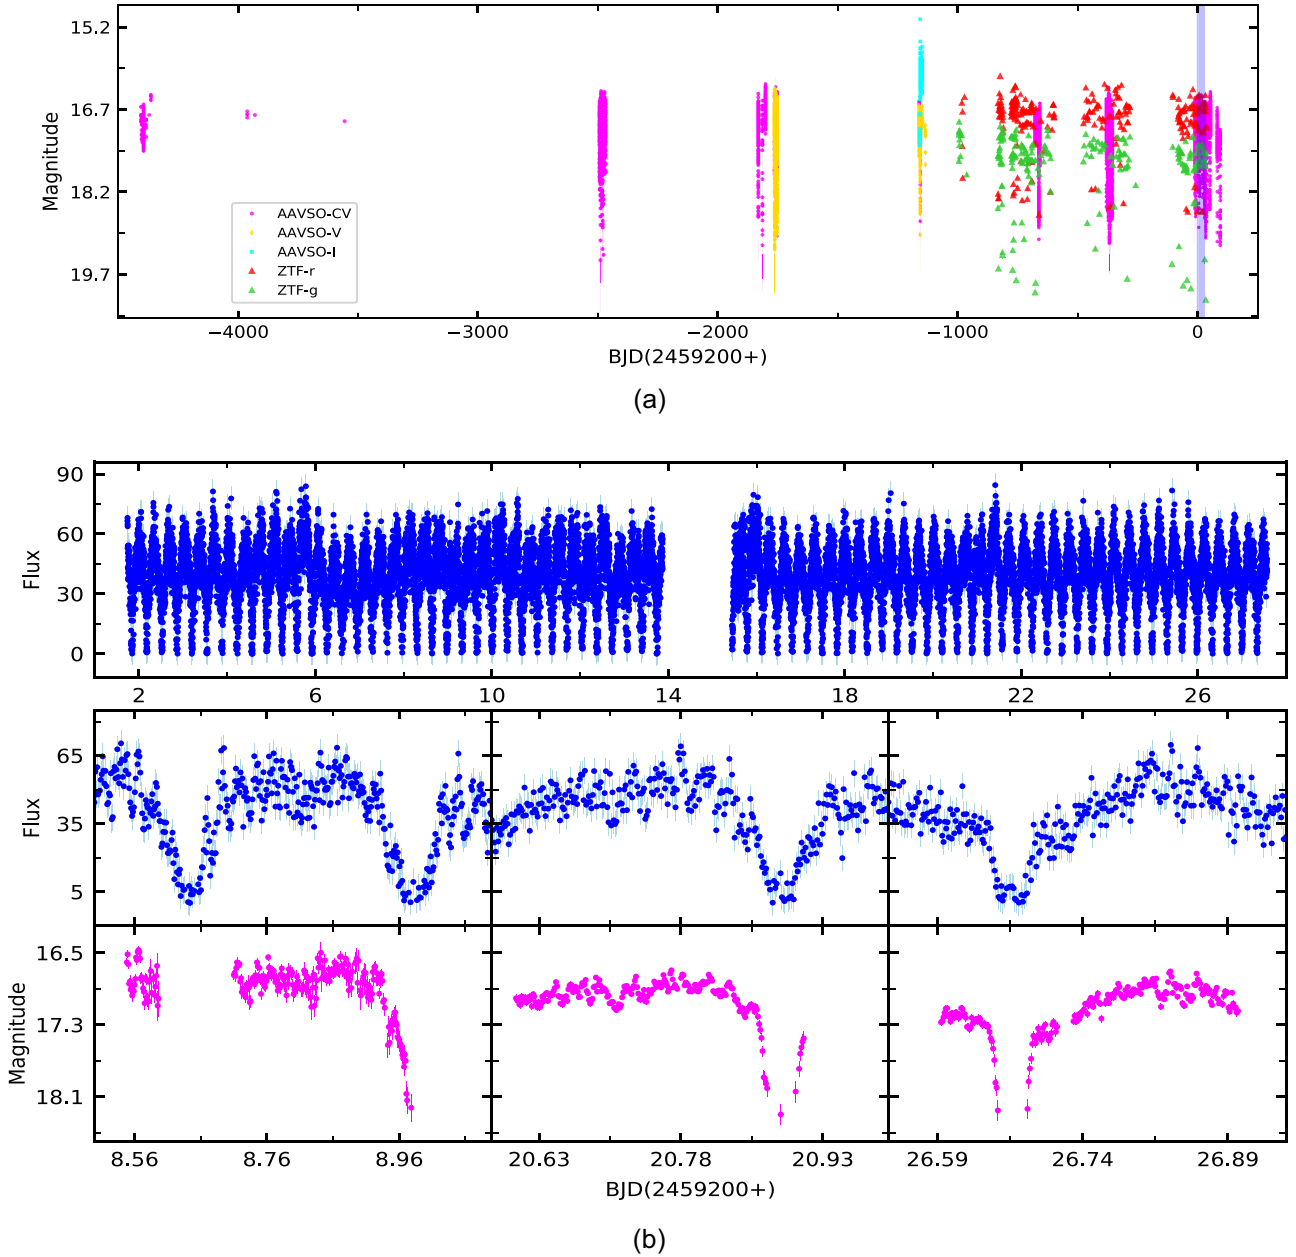 15.2
16.7
18.2
19.7
Magnitude
AAVSO-CV
AAVSO-V
AAVSO-I
ZTF-r
ZTF-g
−4000 −3000 −2000 −1000 0
BJD(2459200+)
(a)
90
60
30
0
Flux
2 6 10 14 18 22 26
65
35
5
Flux
16.5
17.3
18.1
Magnitude
8.56 8.76 8.96 20.63 20.78 20.93 26.59 26.74 26.89
BJD(2459200+)
(b)